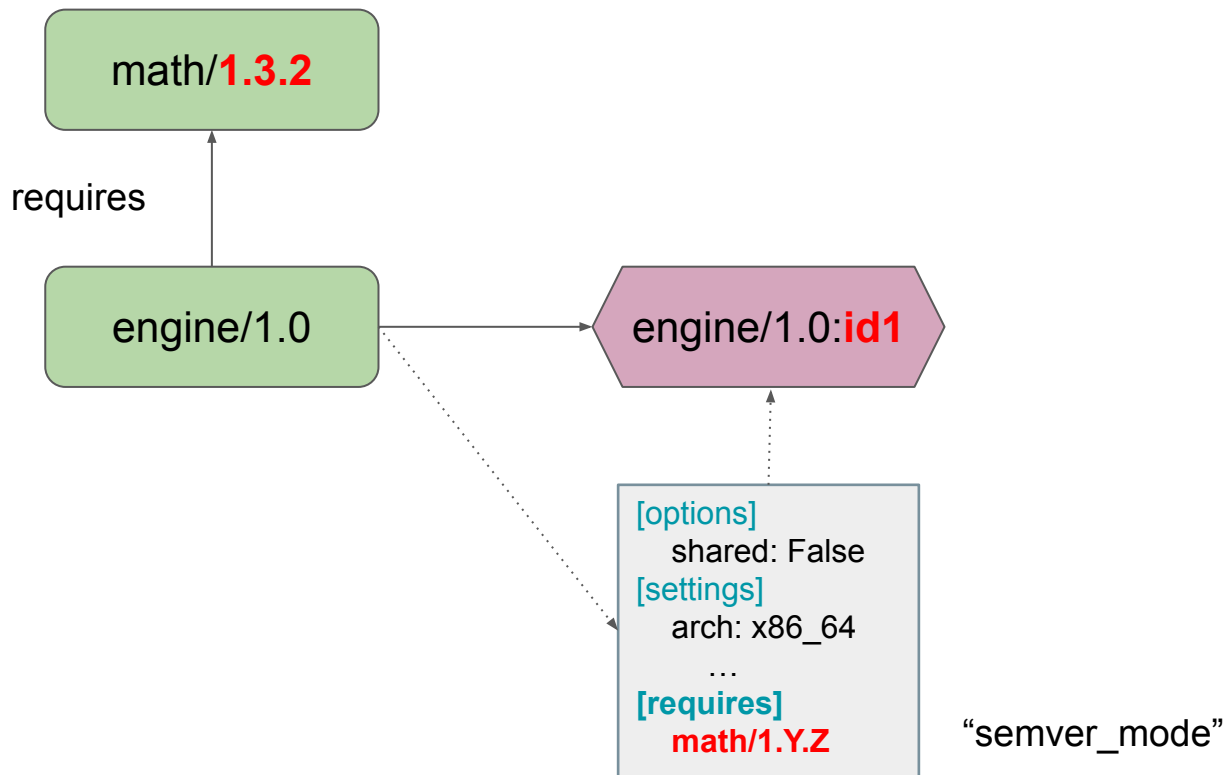 math/1.3.2
requires
engine/1.0
engine/1.0:id1
[options]
shared: False
[settings]
arch: x86_64
…
[requires]
math/1.Y.Z
“semver_mode”